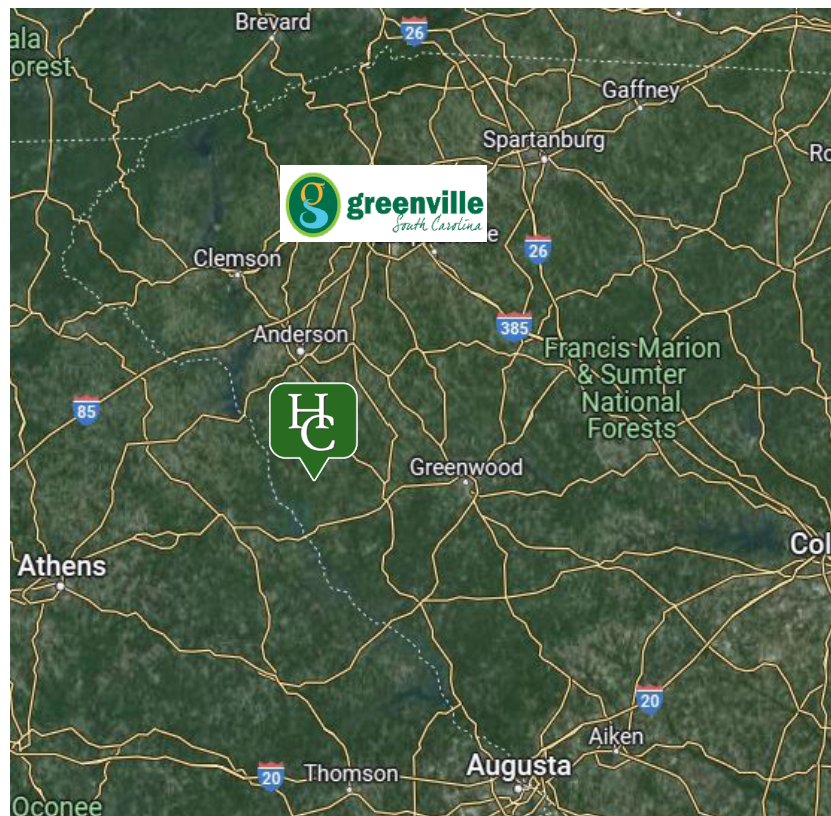 Brevard
26
ala
orest
Gaffney
Spartanburg
Ro
greenville
South Carolina
e
26
Clemson
385
Anderson
Francis Marion
& Sumter
National
Forests
85
HC
Greenwood
Col
Athens
20
Aiken
Augusta
20
Thomson
Oconee